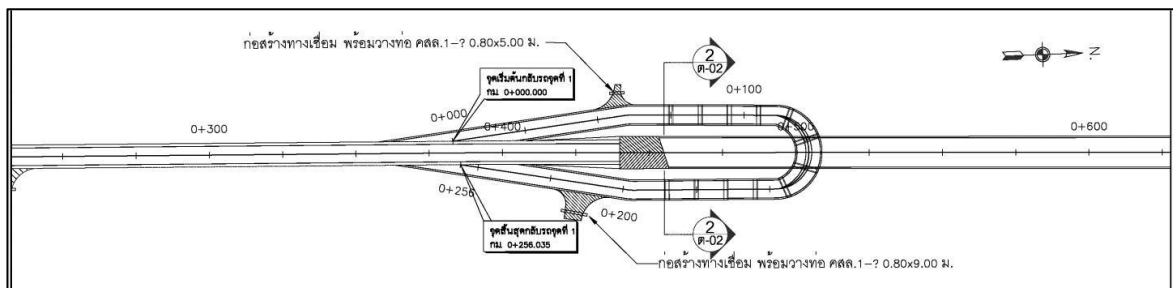 ก่อสร้างทางเชื่อม พร้อมวางท่อ คสล.1-? 0.80x5.00 ม.
2
ต-02
N.
จุดเริ่มต้นกลับรถจุดที่ 1
กม. 0+000.000
0+100
0+000
0+300
0+400
0+500
0+600
0+256
0+200
จุดสิ้นสุดกลับรถจุดที่ 1
กม. 0+256.035
2
ต-02
ก่อสร้างทางเชื่อม พร้อมวางท่อ คสล.1-? 0.80x9.00 ม.